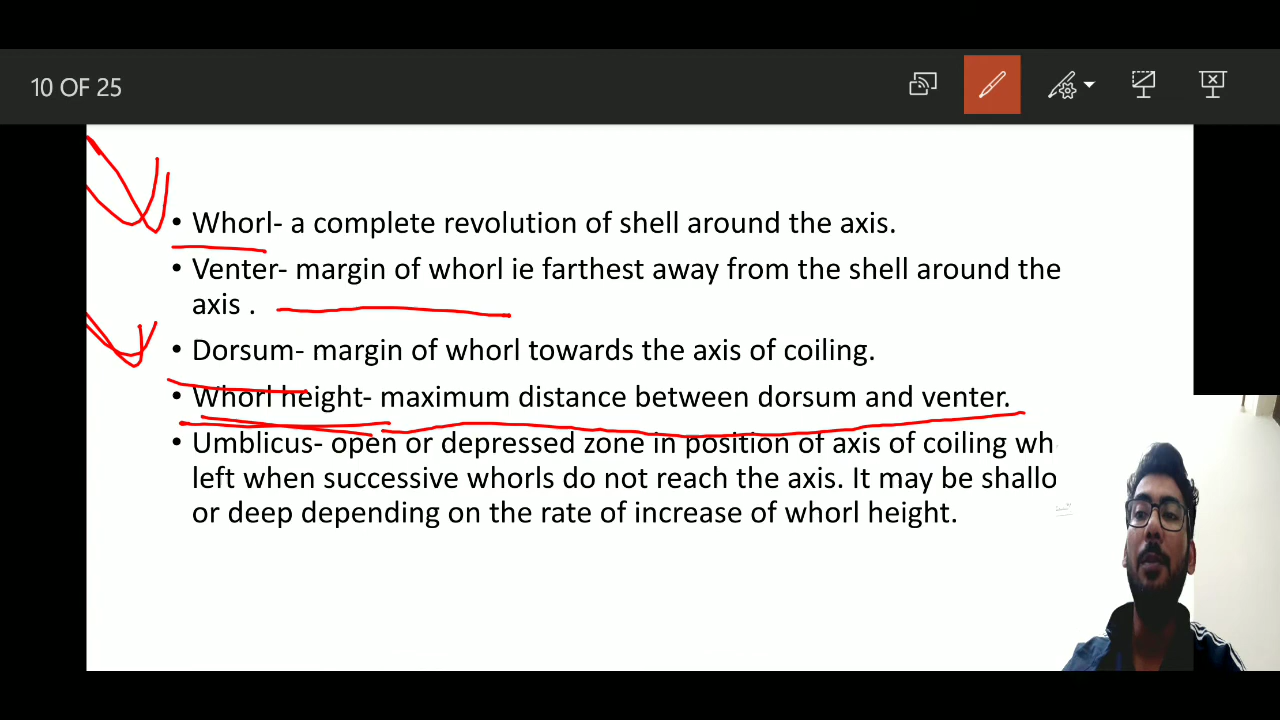 10 OF 25
• Whorl- a complete revolution of shell around the axis.
• Venter- margin of whorl ie farthest away from the shell around the
axis .
• Dorsum- margin of whorl towards the axis of coiling.
• Whorl height- maximum distance between dorsum and venter.
• Umblicus- open or depressed zone in position of axis of coiling wh
left when successive whorls do not reach the axis. It may be shallo
or deep depending on the rate of increase of whorl height.